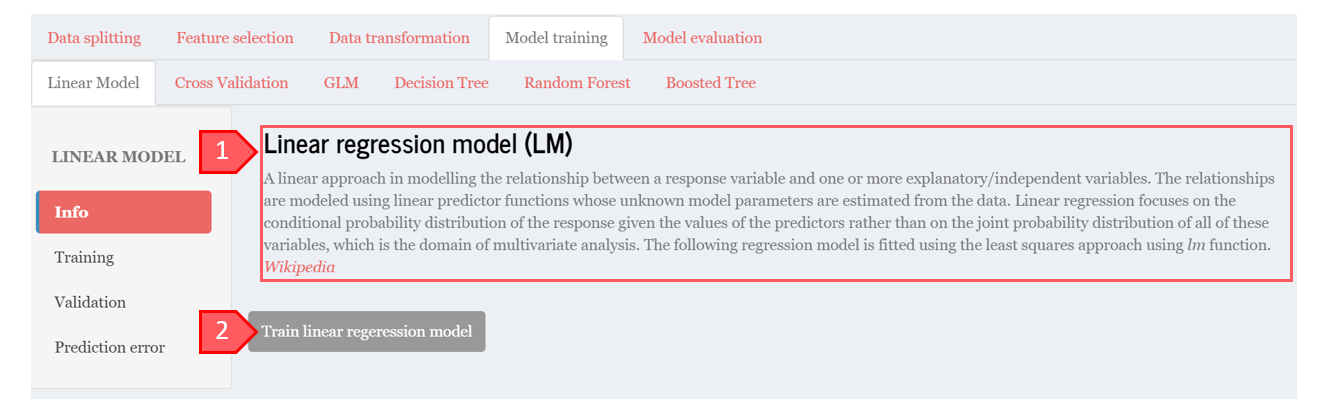 Data splitting Feature selection Data transformation Model training Model evaluation
Linear Model Cross Validation GLM Decision Tree Random Forest Boosted Tree
LINEAR MODEL
Info
Training
Validation
Prediction error
1
Linear regression model (LM)
A linear approach in modelling the relationship between a response variable and one or more explanatory/independent variables. The relationships
are modeled using linear predictor functions whose unknown model parameters are estimated from the data. Linear regression focuses on the
conditional probability distribution of the response given the values of the predictors rather than on the joint probability distribution of all of these
variables, which is the domain of multivariate analysis. The following regression model is fitted using the least squares approach using lm function.
Wikipedia
2
Train linear regeression model